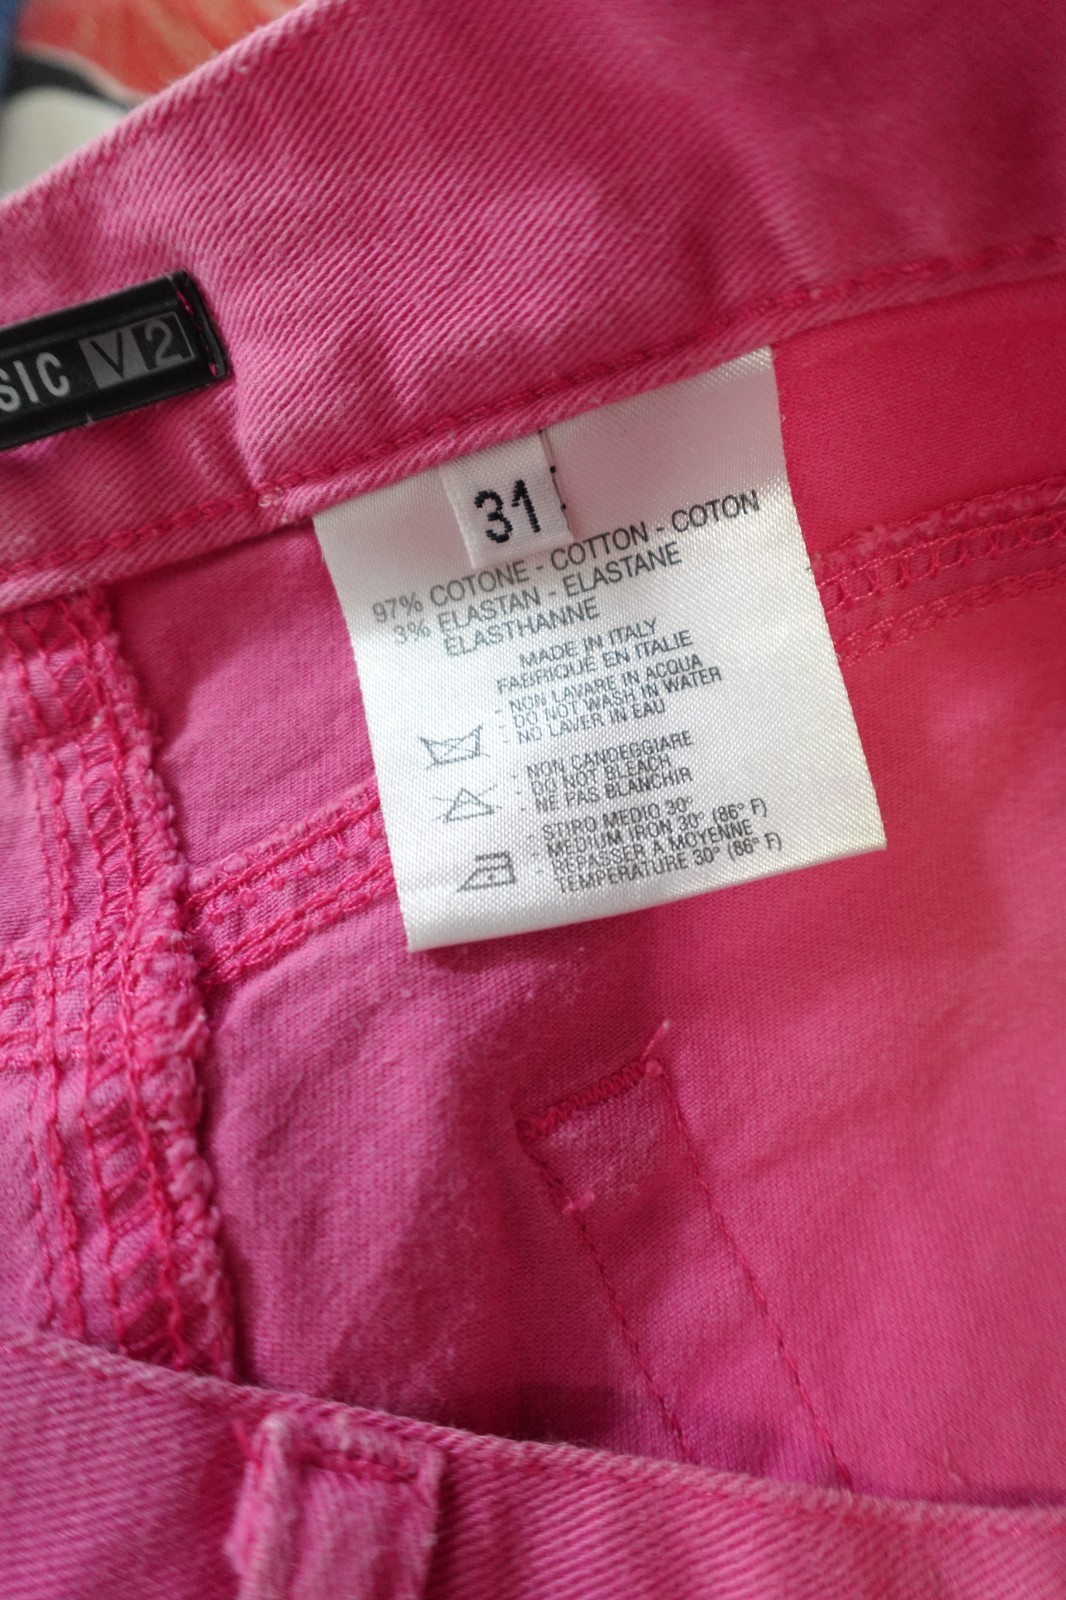 SIC V2
31
97% COTONE - COTTON - COTON
3% ELASTAN - ELASTANE
ELASTHANNE
MADE IN ITALY
FABRIQUE EN ITALIE
- NON LAVARE IN ACQUA
- DO NOT WASH IN WATER
- NO LAVER IN EAU
- NON CANDEGGIARE
- DO NOT BLEACH
- NE PAS BLANCHIR
- STIRO MEDIO 30°
- MEDIUM IRON 30° (86° F)
- REPASSER A MOYENNE
TEMPERATURE 30° (86° F)